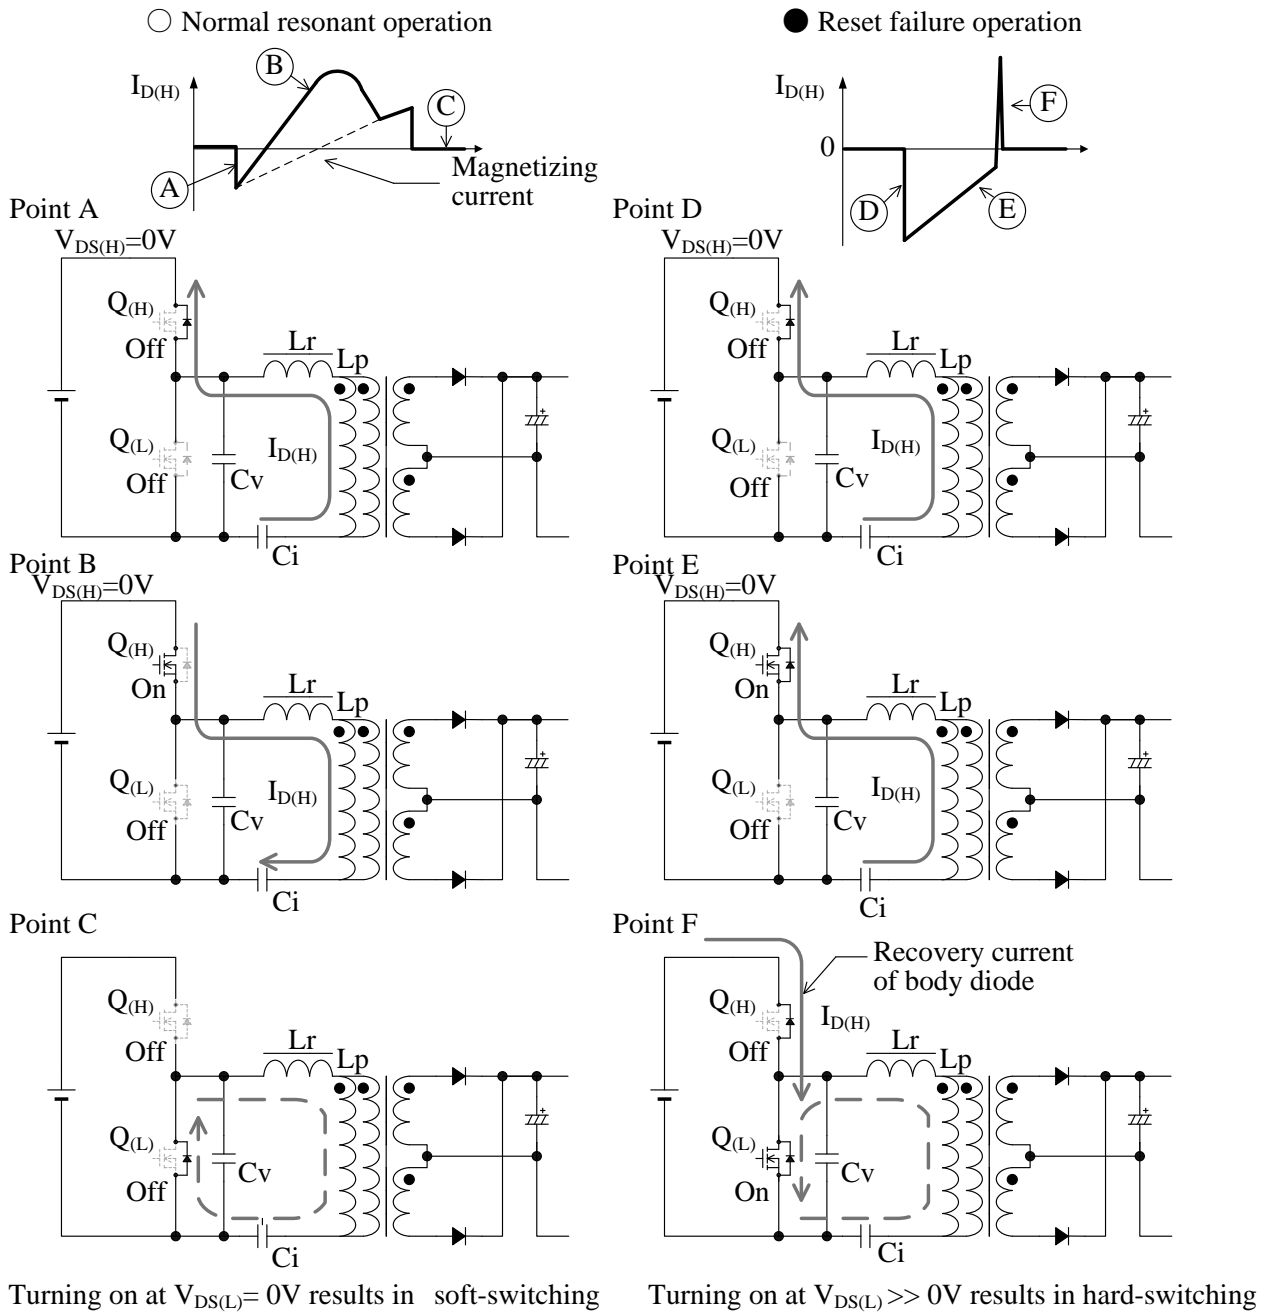 ○ Normal resonant operation
I_D(H)
A
B
C
Magnetizing
current
● Reset failure operation
I_D(H)
0
D
E
F
Point A
V_DS(H)=0V
Q_(H)
Off
Q_(L)
Off
Cv
Lr
Lp
I_D(H)
Ci
Point D
V_DS(H)=0V
Q_(H)
Off
Q_(L)
Off
Cv
Lr
Lp
I_D(H)
Ci
Point B
V_DS(H)=0V
Q_(H)
On
Q_(L)
Off
Cv
Lr
Lp
I_D(H)
Ci
Point E
V_DS(H)=0V
Q_(H)
On
Q_(L)
Off
Cv
Lr
Lp
I_D(H)
Ci
Point C
Q_(H)
Off
Q_(L)
Off
Cv
Lr
Lp
Ci
Point F
Recovery current
of body diode
Q_(H)
Off
I_D(H)
Q_(L)
On
Cv
Lr
Lp
Ci
Turning on at V_DS(L)= 0V results in soft-switching
Turning on at V_DS(L) >> 0V results in hard-switching